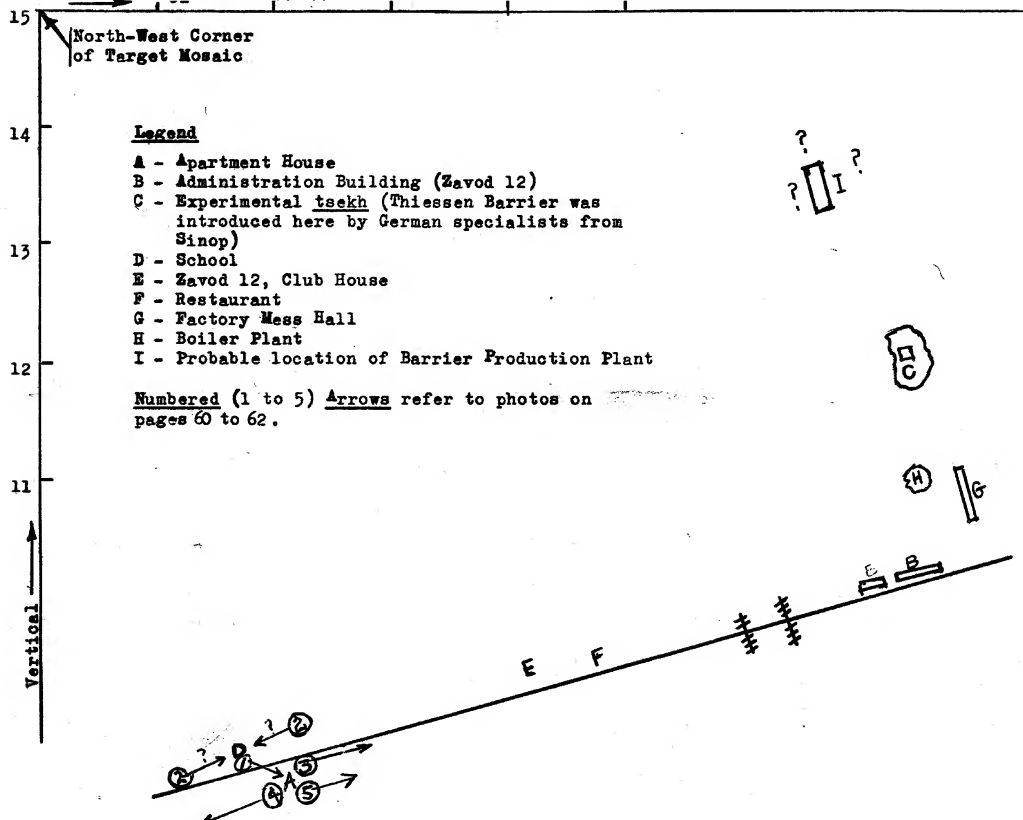 15
North-West Corner
of Target Mosaic
14
Legend
A - Apartment House
B - Administration Building (Zavod 12)
C - Experimental tsekh (Thiessen Barrier was
introduced here by German specialists from
Sinop)
D - School
E - Zavod 12, Club House
F - Restaurant
G - Factory Mess Hall
H - Boiler Plant
I - Probable location of Barrier Production Plant
Numbered (1 to 5) Arrows refer to photos on
pages 60 to 62.
? ? ? I
13
12
C
11
H
G
B
Vertical
E F
? 2
? D
2 1 3
A
4 5